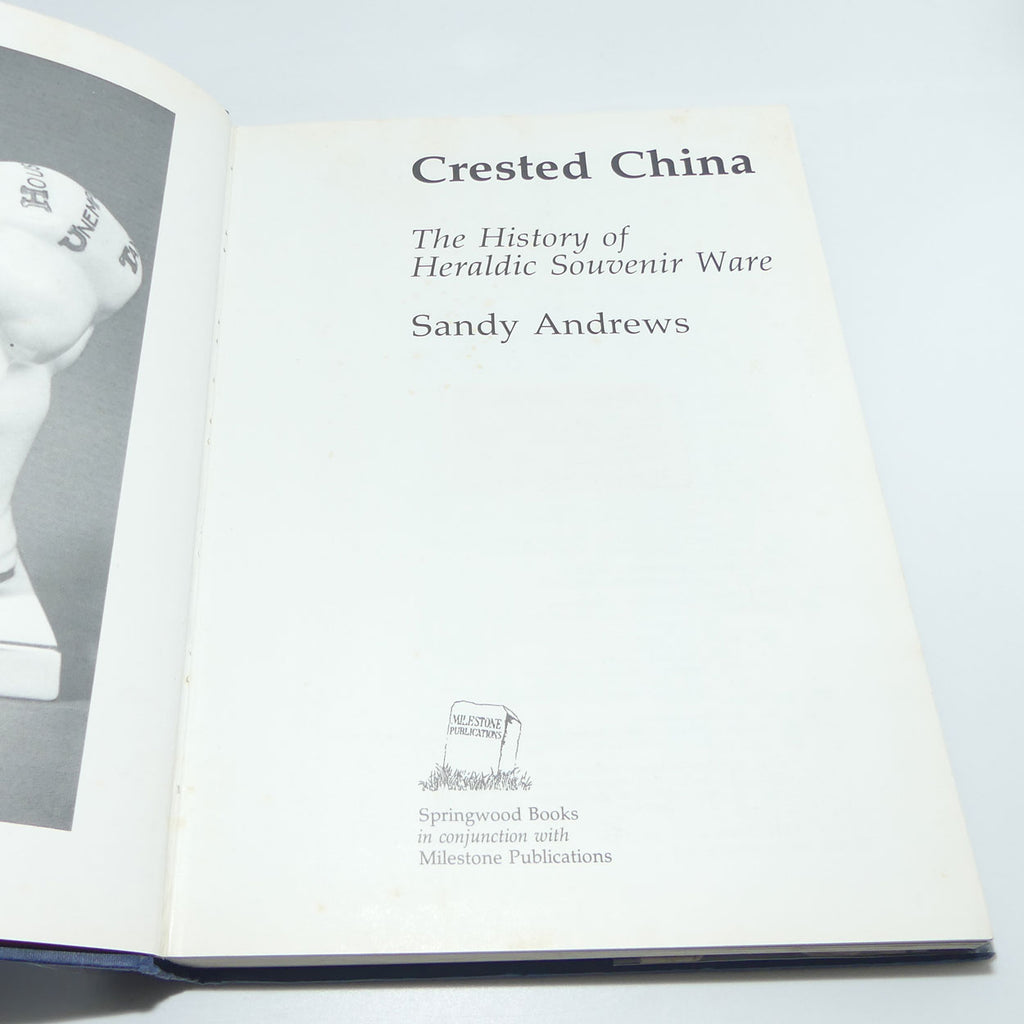 Crested China
The History of
Heraldic Souvenir Ware
Sandy Andrews
MILESTONE
PUBLICATIONS
Springwood Books
in conjunction with
Milestone Publications